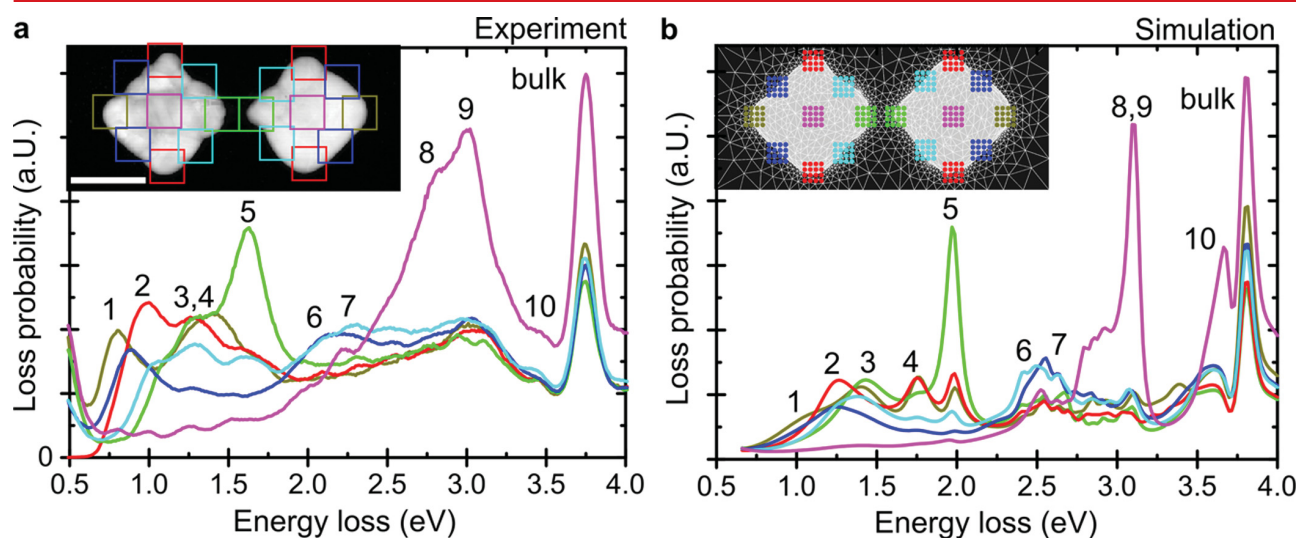 a
Experiment
bulk
9
8
5
2
1
3,4
6
7
10
Loss probability (a.U.)
0
0.5 1.0 1.5 2.0 2.5 3.0 3.5 4.0
Energy loss (eV)
b
Simulation
8,9
bulk
5
10
2
3
4
6
7
1
Loss probability (a.U.)
0.5 1.0 1.5 2.0 2.5 3.0 3.5 4.0
Energy loss (eV)